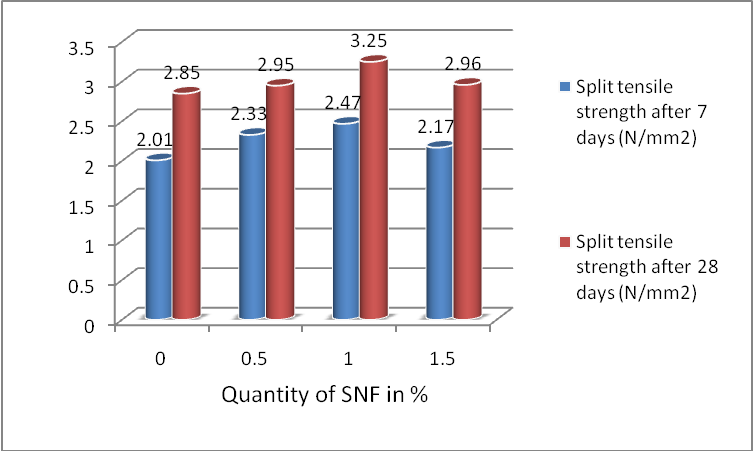 3.5
3
2.5
2
1.5
1
0.5
0
2.01
2.85
2.33
2.95
2.47
3.25
2.17
2.96
0
0.5
1
1.5
Quantity of SNF in %
Split tensile
strength after 7
days (N/mm2)
Split tensile
strength after 28
days (N/mm2)